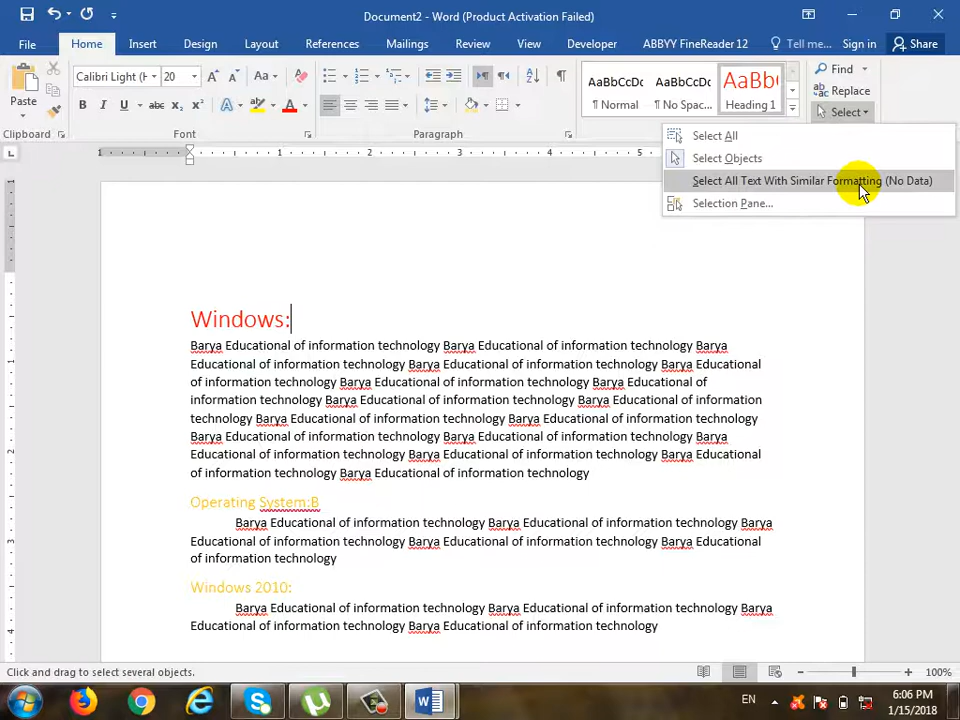 Document2 - Word (Product Activation Failed)
File Home Insert Design Layout References Mailings Review View Developer ABBYY FineReader 12 Tell me... Sign in Share
Calibri Light (H 20 Aa
Paste
B I U abc x₂ x² A A
Clipboard
Font
Paragraph
AaBbCcDc AaBbCcDc AaBb(
¶ Normal ¶ No Spac... Heading 1
Find
Replace
Select
Select All
Select Objects
Select All Text With Similar Formatting (No Data)
Selection Pane...
Windows:
Barya Educational of information technology Barya Educational of information technology Barya
Educational of information technology Barya Educational of information technology Barya Educational
of information technology Barya Educational of information technology Barya Educational of
information technology Barya Educational of information technology Barya Educational of information
technology Barya Educational of information technology Barya Educational of information technology
Barya Educational of information technology Barya Educational of information technology Barya
Educational of information technology Barya Educational of information technology Barya Educational
of information technology Barya Educational of information technology
Operating System:B
Barya Educational of information technology Barya Educational of information technology Barya
Educational of information technology Barya Educational of information technology Barya Educational
of information technology
Windows 2010:
Barya Educational of information technology Barya Educational of information technology Barya
Educational of information technology Barya Educational of information technology
Click and drag to select several objects.
100%
EN
6:06 PM
1/15/2018